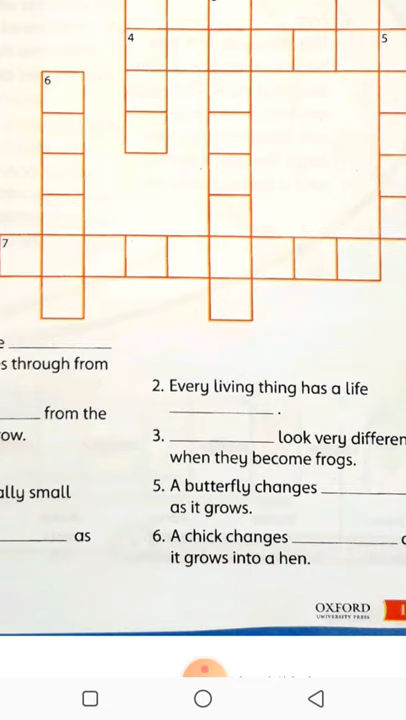 4
5
6
7
s through from
from the
ally small
as
2. Every living thing has a life
.
3. look very
when they become frogs.
5. A butterfly changes
as it grows.
6. A chick changes
it grows into a hen.
OXFORD
UNIVERSITY PRESS